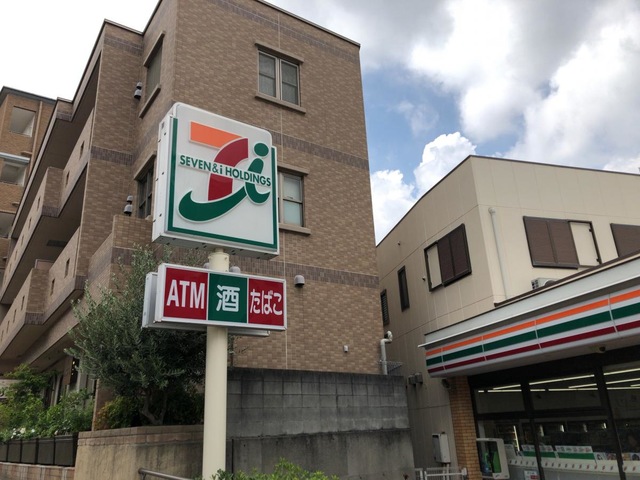 SEVEN & i HOLDINGS
ATM 酒 たばこ